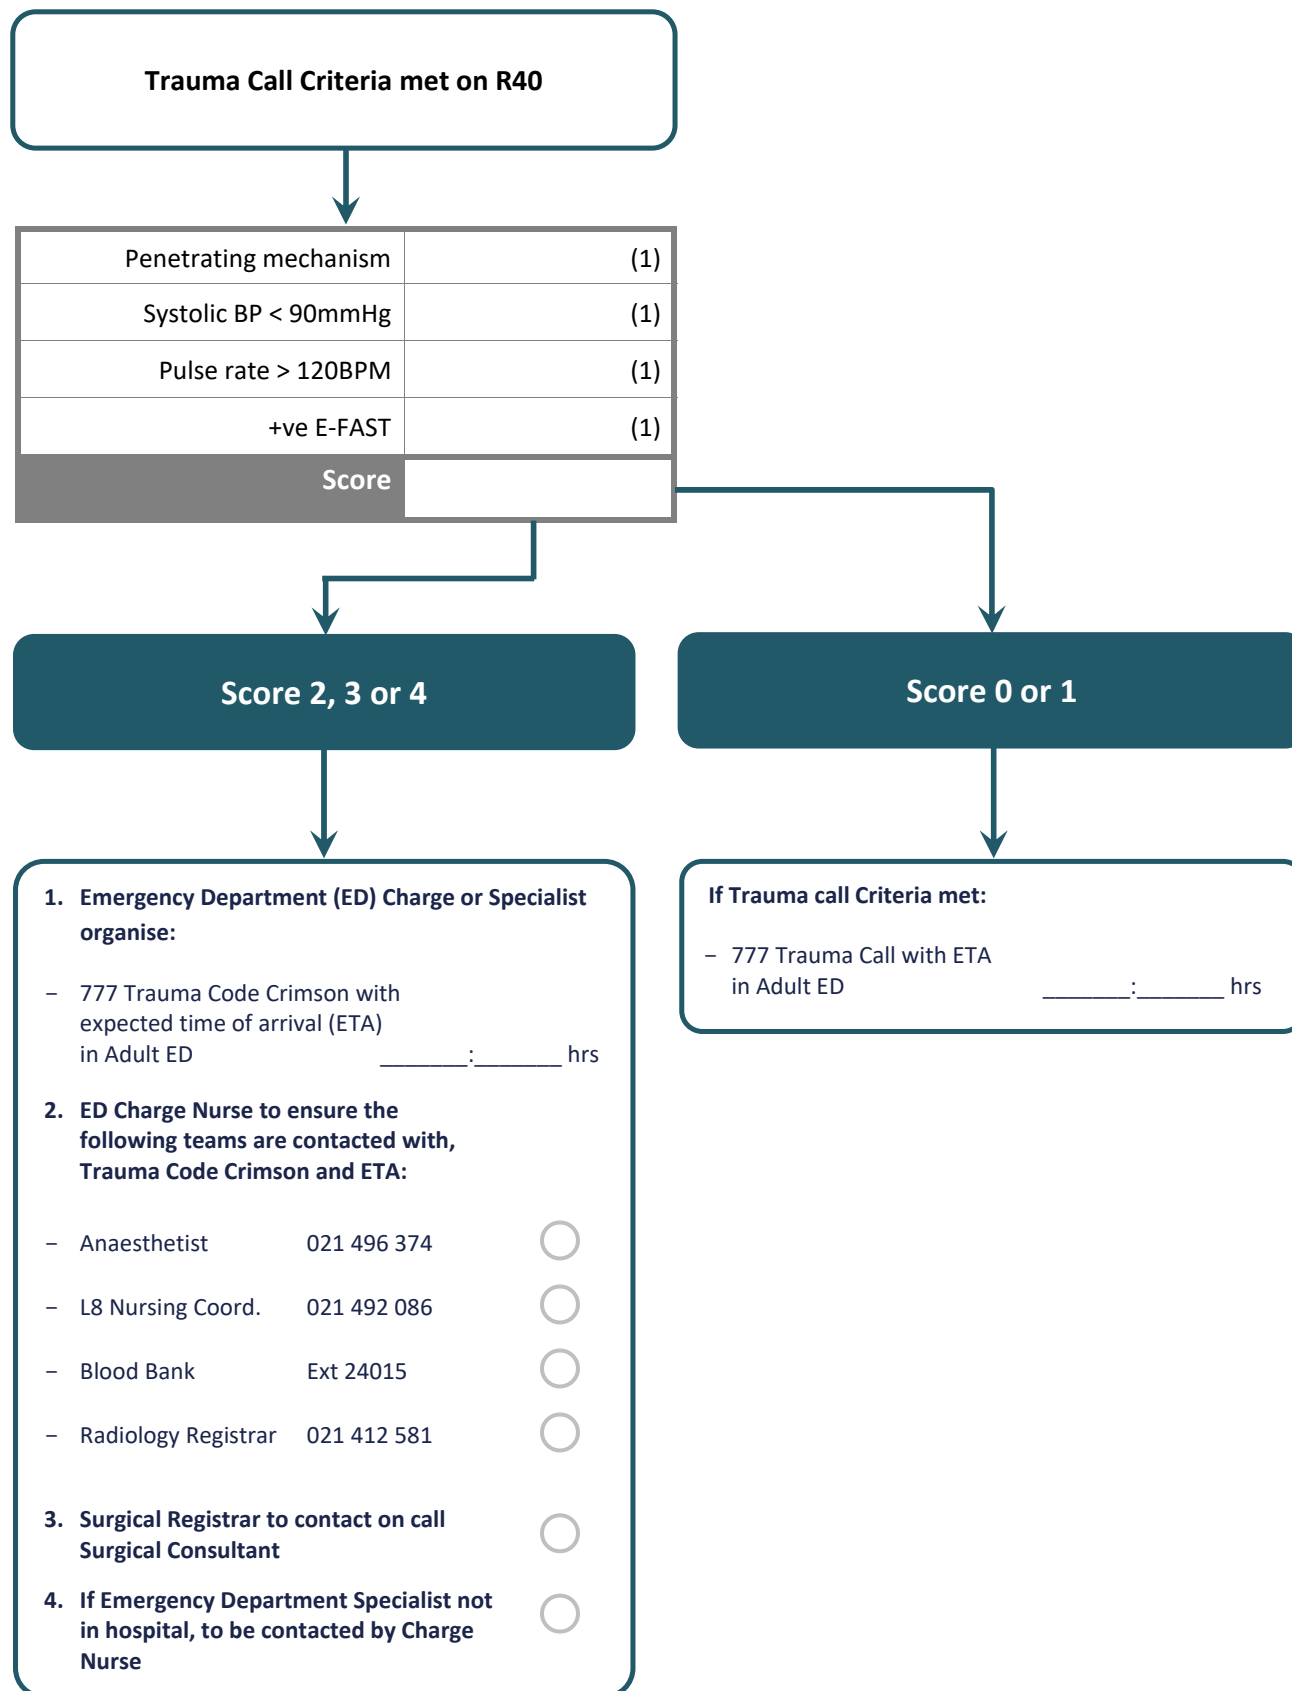 Trauma Call Criteria met on R40
Penetrating mechanism (1)
Systolic BP < 90mmHg (1)
Pulse rate > 120BPM (1)
+ve E-FAST (1)
Score
Score 2, 3 or 4
Score 0 or 1
1. Emergency Department (ED) Charge or Specialist
organise:
– 777 Trauma Code Crimson with
expected time of arrival (ETA)
in Adult ED _______:_______ hrs
2. ED Charge Nurse to ensure the
following teams are contacted with,
Trauma Code Crimson and ETA:
– Anaesthetist 021 496 374
– L8 Nursing Coord. 021 492 086
– Blood Bank Ext 24015
– Radiology Registrar 021 412 581
3. Surgical Registrar to contact on call
Surgical Consultant
4. If Emergency Department Specialist not
in hospital, to be contacted by Charge
Nurse
If Trauma call Criteria met:
– 777 Trauma Call with ETA
in Adult ED _______:_______ hrs